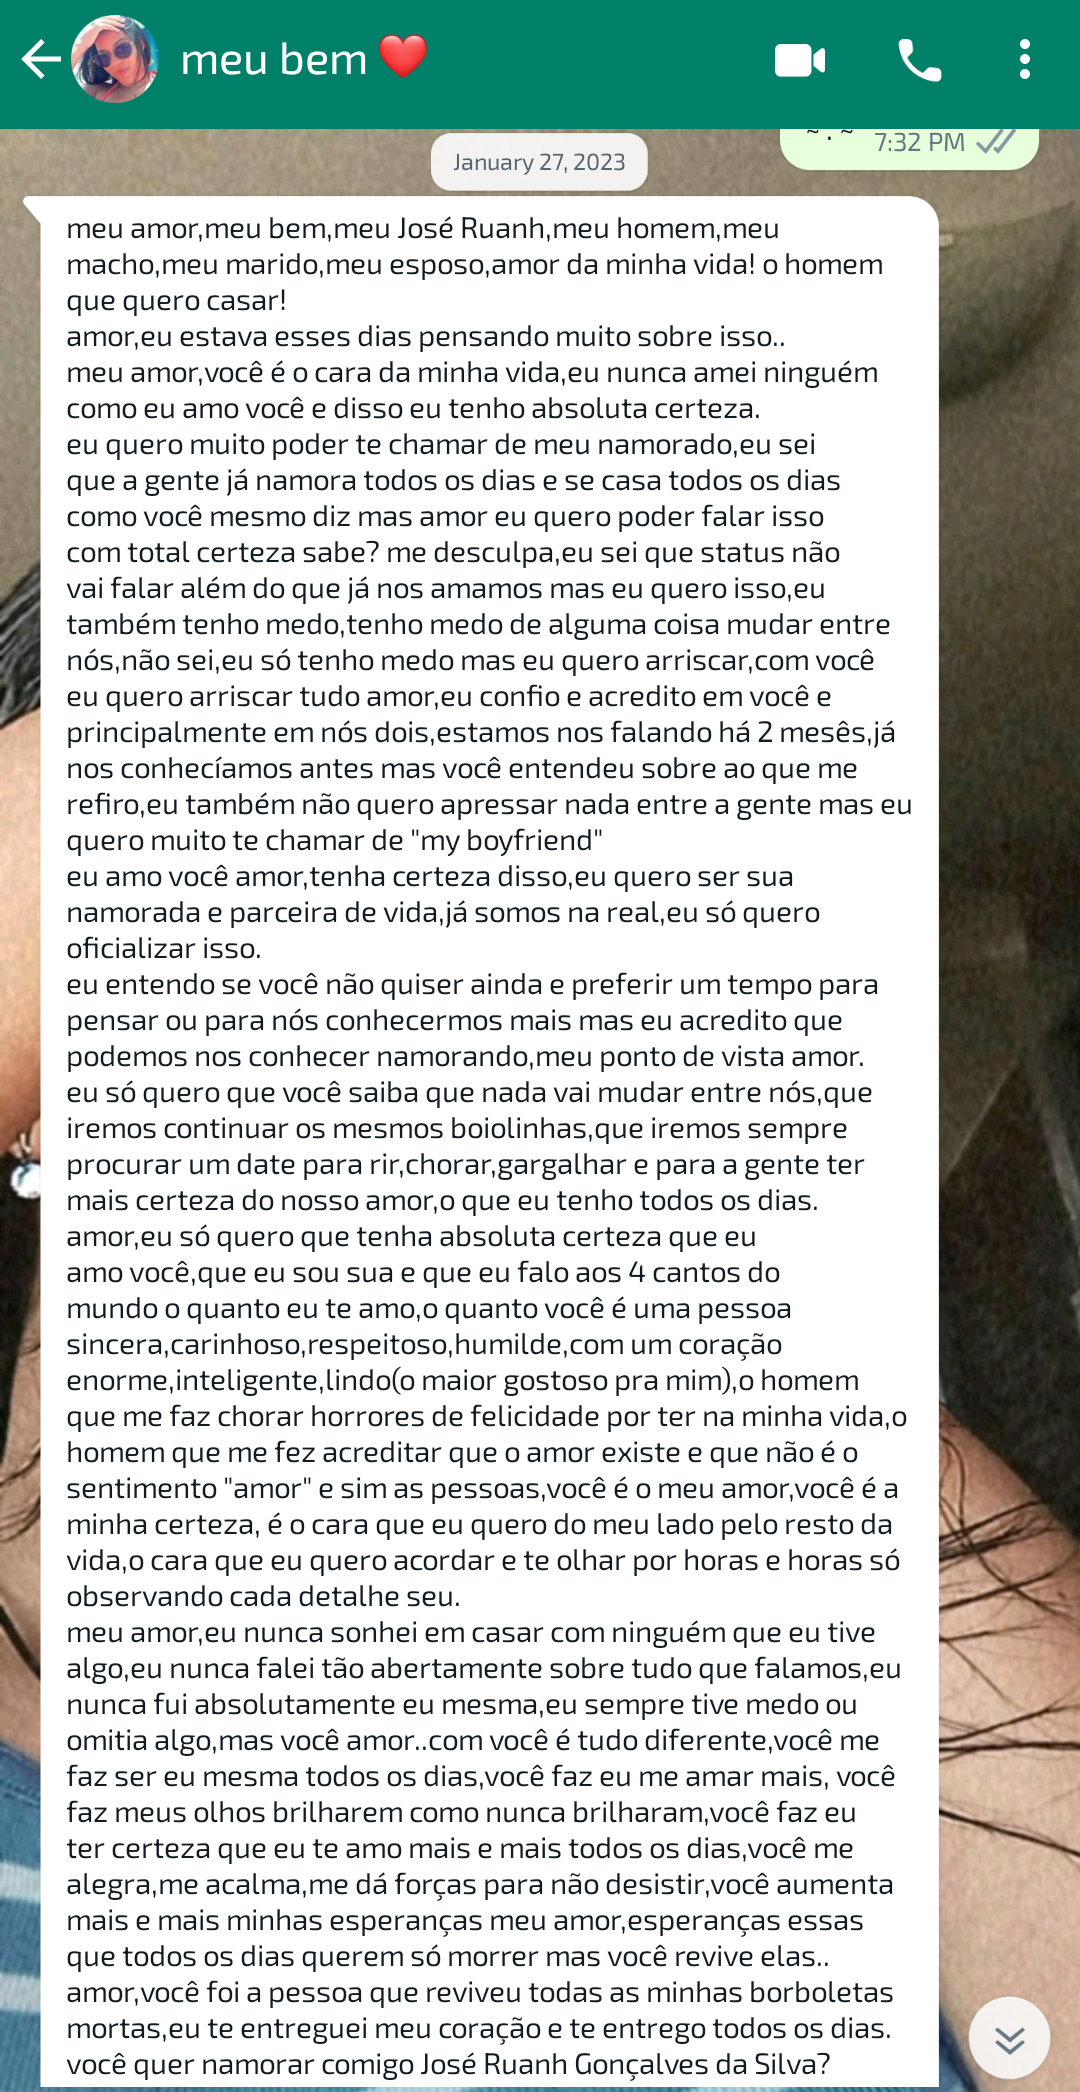 meu bem ❤️
~ . ~ 7:32 PM
January 27, 2023
meu amor,meu bem,meu José Ruanh,meu homem,meu
macho,meu marido,meu esposo,amor da minha vida! o homem
que quero casar!
amor,eu estava esses dias pensando muito sobre isso..
meu amor,você é o cara da minha vida,eu nunca amei ninguém
como eu amo você e disso eu tenho absoluta certeza.
eu quero muito poder te chamar de meu namorado,eu sei
que a gente já namora todos os dias e se casa todos os dias
como você mesmo diz mas amor eu quero poder falar isso
com total certeza sabe? me desculpa,eu sei que status não
vai falar além do que já nos amamos mas eu quero isso,eu
também tenho medo,tenho medo de alguma coisa mudar entre
nós,não sei,eu só tenho medo mas eu quero arriscar,com você
eu quero arriscar tudo amor,eu confio e acredito em você e
principalmente em nós dois,estamos nos falando há 2 mesês,já
nos conhecíamos antes mas você entendeu sobre ao que me
refiro,eu também não quero apressar nada entre a gente mas eu
quero muito te chamar de "my boyfriend"
eu amo você amor,tenha certeza disso,eu quero ser sua
namorada e parceira de vida,já somos na real,eu só quero
oficializar isso.
eu entendo se você não quiser ainda e preferir um tempo para
pensar ou para nós conhecermos mais mas eu acredito que
podemos nos conhecer namorando,meu ponto de vista amor.
eu só quero que você saiba que nada vai mudar entre nós,que
iremos continuar os mesmos boiolinhas,que iremos sempre
procurar um date para rir,chorar,gargalhar e para a gente ter
mais certeza do nosso amor,o que eu tenho todos os dias.
amor,eu só quero que tenha absoluta certeza que eu
amo você,que eu sou sua e que eu falo aos 4 cantos do
mundo o quanto eu te amo,o quanto você é uma pessoa
sincera,carinhoso,respeitoso,humilde,com um coração
enorme,inteligente,lindo(o maior gostoso pra mim),o homem
que me faz chorar horrores de felicidade por ter na minha vida,o
homem que me fez acreditar que o amor existe e que não é o
sentimento "amor" e sim as pessoas,você é o meu amor,você é a
minha certeza, é o cara que eu quero do meu lado pelo resto da
vida,o cara que eu quero acordar e te olhar por horas e horas só
observando cada detalhe seu.
meu amor,eu nunca sonhei em casar com ninguém que eu tive
algo,eu nunca falei tão abertamente sobre tudo que falamos,eu
nunca fui absolutamente eu mesma,eu sempre tive medo ou
omitia algo,mas você amor..com você é tudo diferente,você me
faz ser eu mesma todos os dias,você faz eu me amar mais, você
faz meus olhos brilharem como nunca brilharam,você faz eu
ter certeza que eu te amo mais e mais todos os dias,você me
alegra,me acalma,me dá forças para não desistir,você aumenta
mais e mais minhas esperanças meu amor,esperanças essas
que todos os dias querem só morrer mas você revive elas..
amor,você foi a pessoa que reviveu todas as minhas borboletas
mortas,eu te entreguei meu coração e te entrego todos os dias.
você quer namorar comigo José Ruanh Gonçalves da Silva?